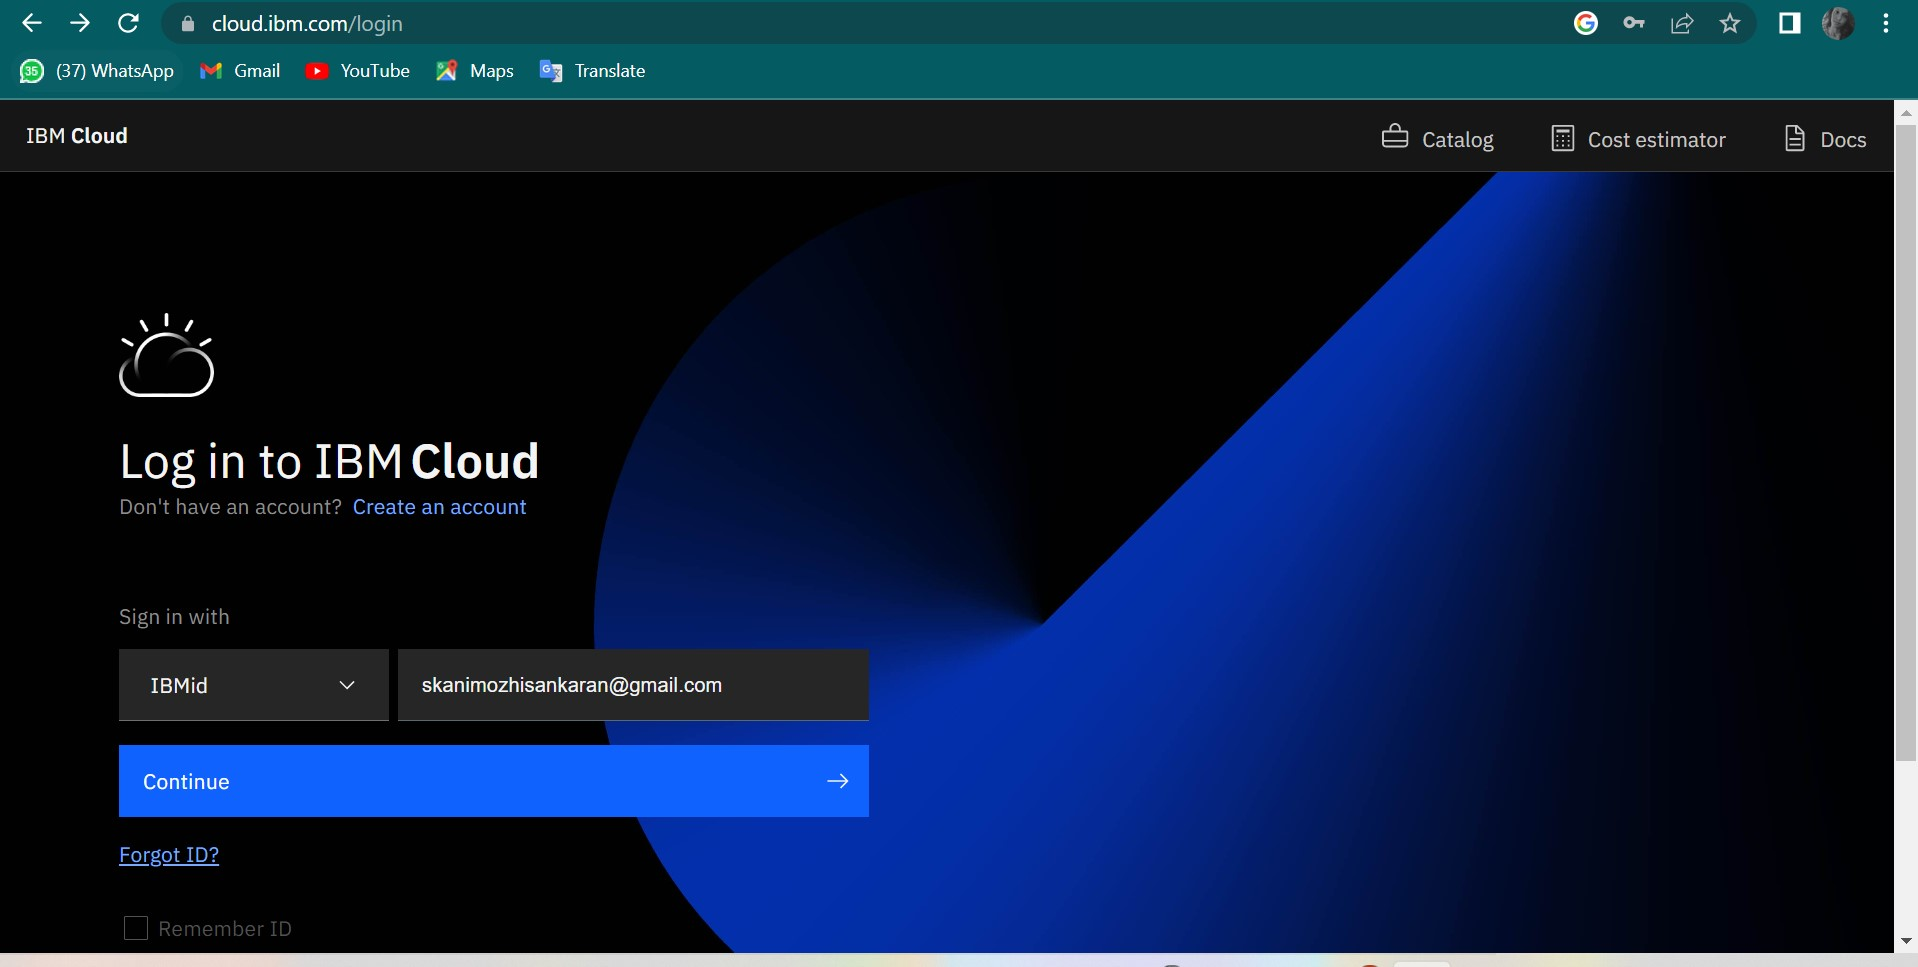 cloud.ibm.com/login
35 (37) WhatsApp Gmail YouTube Maps Translate
IBM Cloud Catalog Cost estimator Docs
Log in to IBM Cloud
Don't have an account? Create an account
Sign in with
IBMid skanimozhisankaran@gmail.com
Continue
Forgot ID?
Remember ID